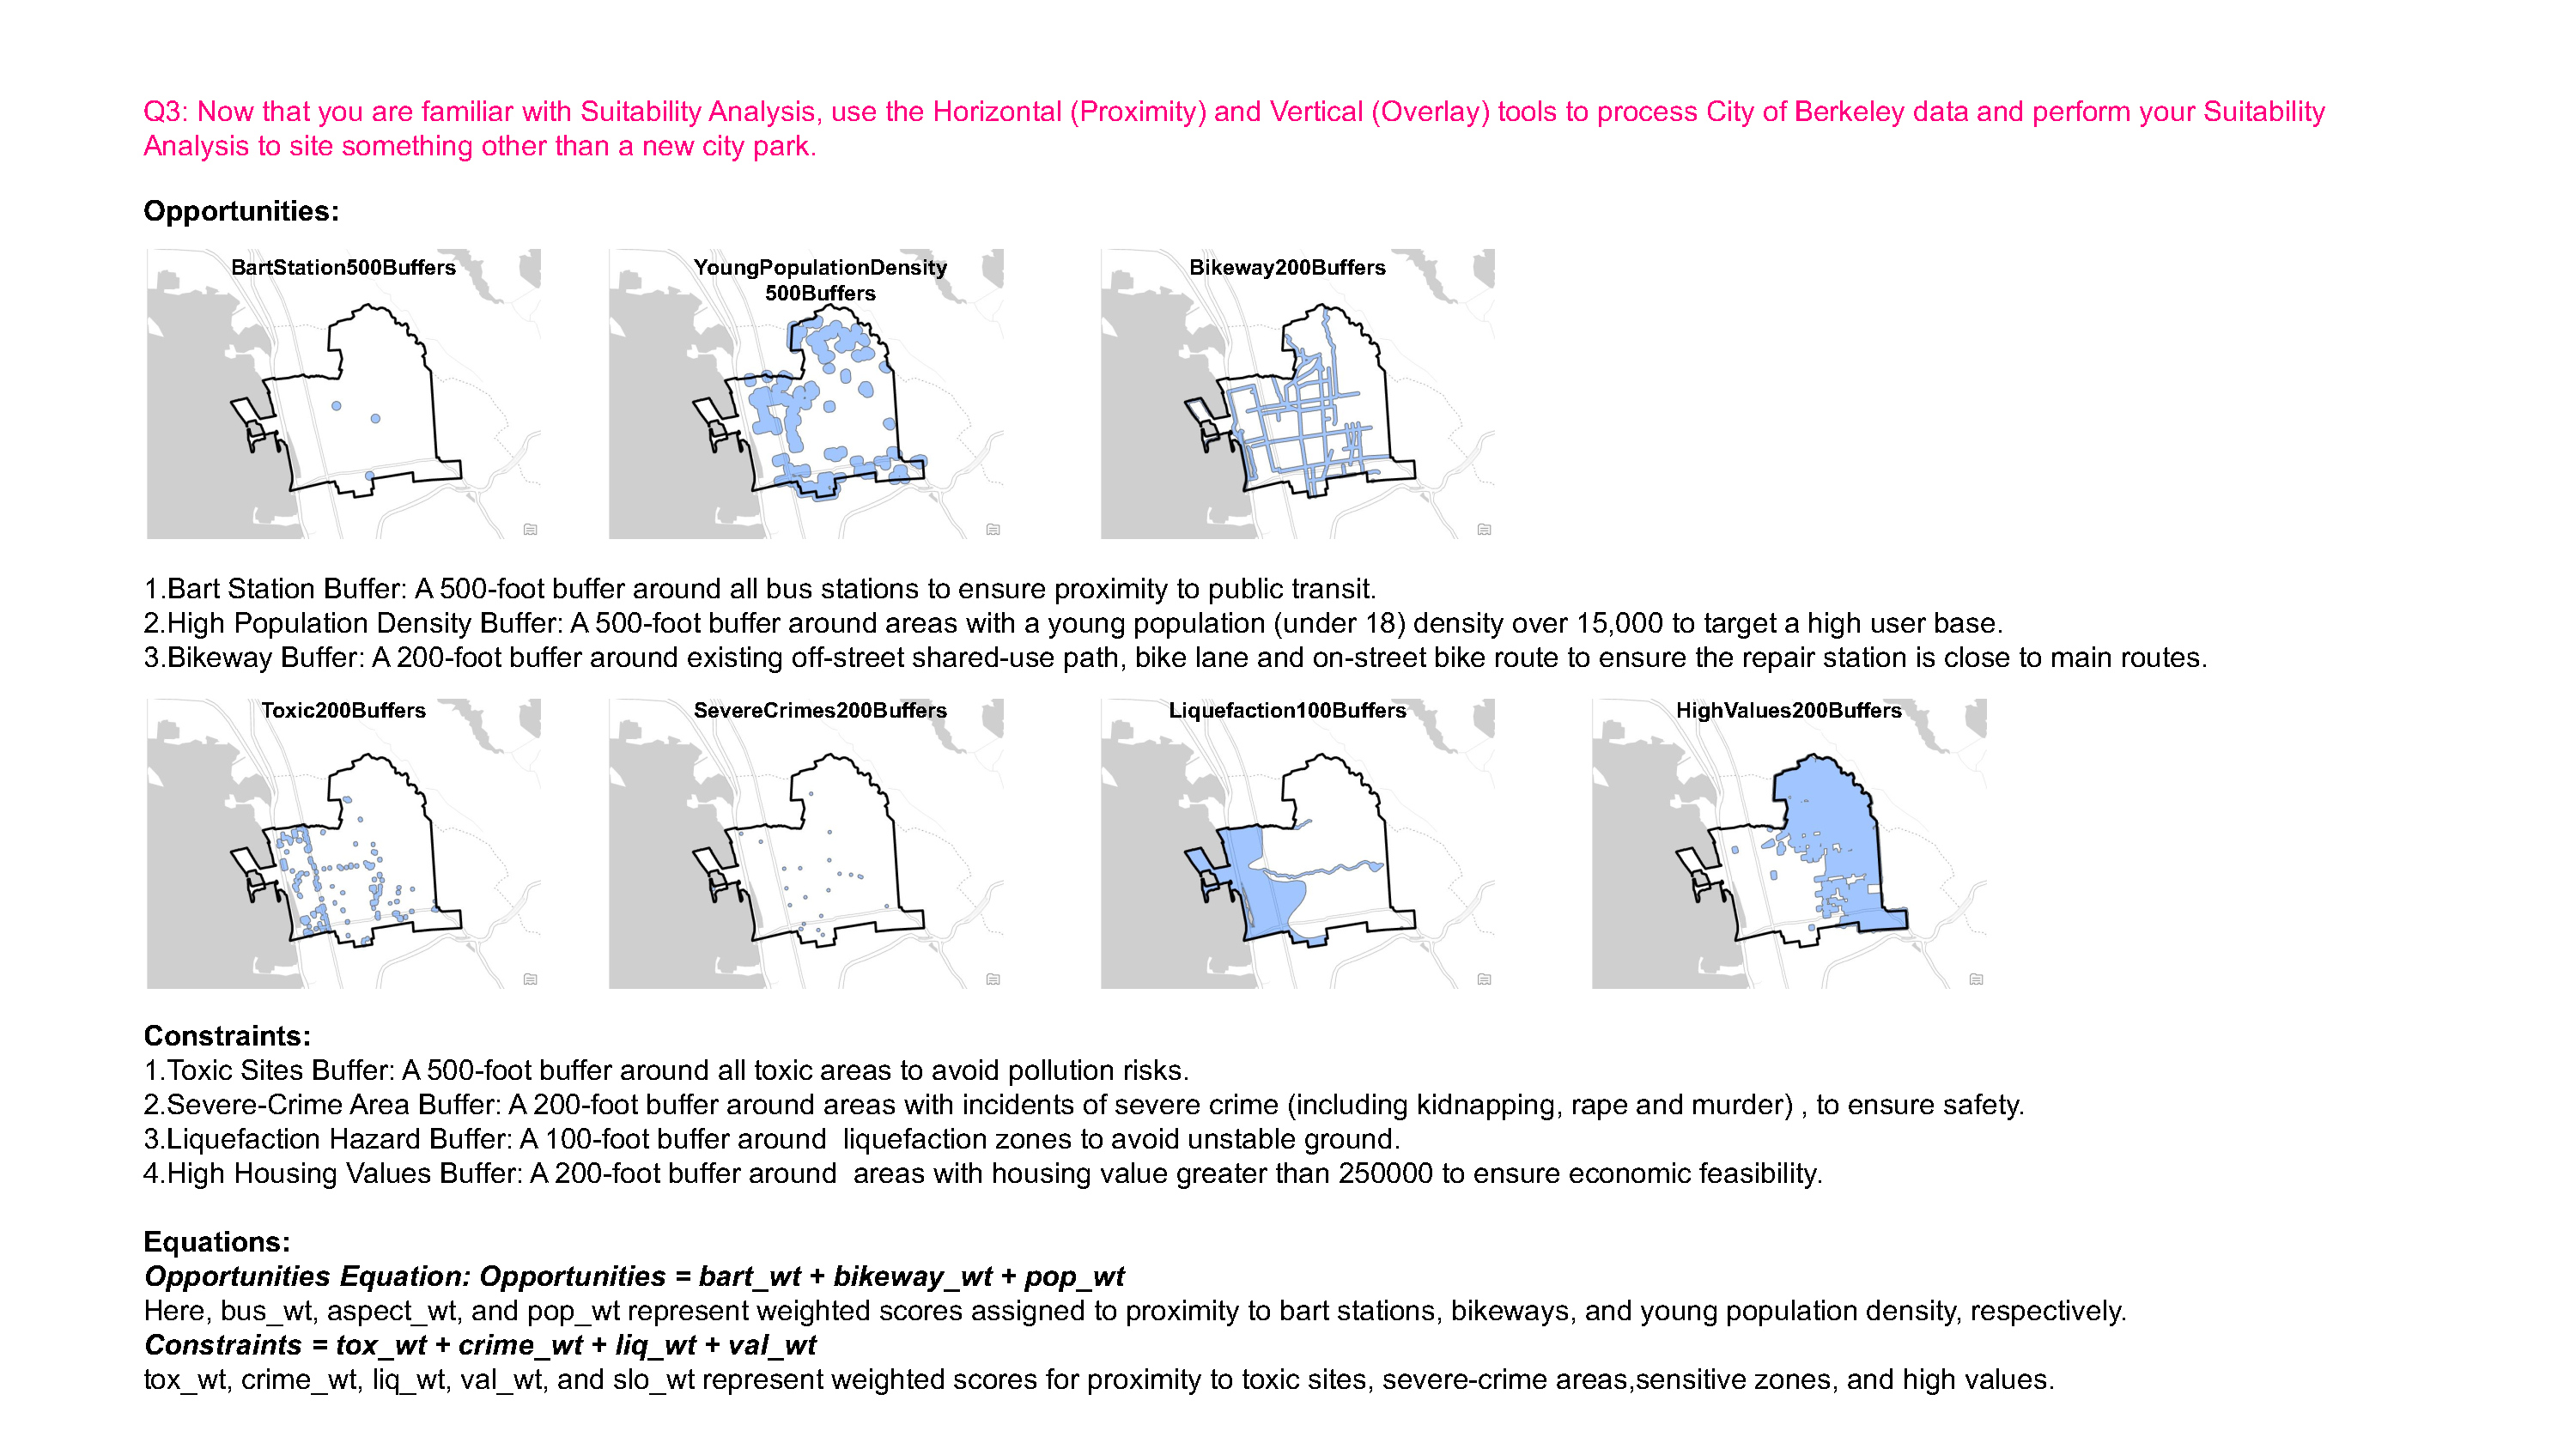 Q3: Now that you are familiar with Suitability Analysis, use the Horizontal (Proximity) and Vertical (Overlay) tools to process City of Berkeley data and perform your Suitability
Analysis to site something other than a new city park.
Opportunities:
BartStation500Buffers
YoungPopulationDensity
500Buffers
Bikeway200Buffers
1.Bart Station Buffer: A 500-foot buffer around all bus stations to ensure proximity to public transit.
2.High Population Density Buffer: A 500-foot buffer around areas with a young population (under 18) density over 15,000 to target a high user base.
3.Bikeway Buffer: A 200-foot buffer around existing off-street shared-use path, bike lane and on-street bike route to ensure the repair station is close to main routes.
Toxic200Buffers
SevereCrimes200Buffers
Liquefaction100Buffers
HighValues200Buffers
Constraints:
1.Toxic Sites Buffer: A 500-foot buffer around all toxic areas to avoid pollution risks.
2.Severe-Crime Area Buffer: A 200-foot buffer around areas with incidents of severe crime (including kidnapping, rape and murder) , to ensure safety.
3.Liquefaction Hazard Buffer: A 100-foot buffer around  liquefaction zones to avoid unstable ground.
4.High Housing Values Buffer: A 200-foot buffer around  areas with housing value greater than 250000 to ensure economic feasibility.
Equations:
Opportunities Equation: Opportunities = bart_wt + bikeway_wt + pop_wt
Here, bus_wt, aspect_wt, and pop_wt represent weighted scores assigned to proximity to bart stations, bikeways, and young population density, respectively.
Constraints = tox_wt + crime_wt + liq_wt + val_wt
tox_wt, crime_wt, liq_wt, val_wt, and slo_wt represent weighted scores for proximity to toxic sites, severe-crime areas,sensitive zones, and high values.